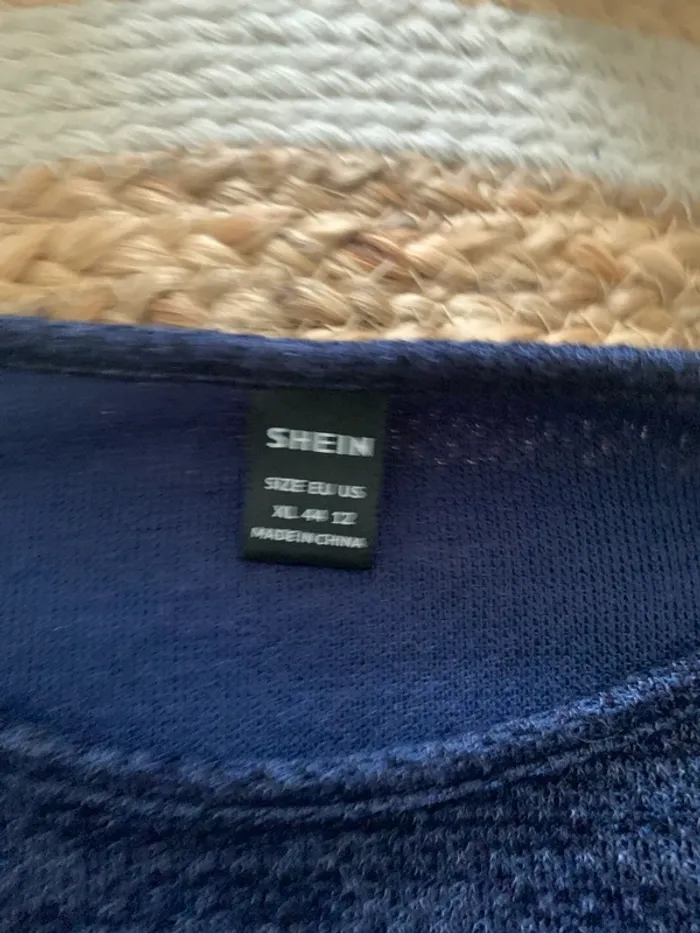 SHEIN
SIZE EU US
XL 44 12
MADE IN CHINA